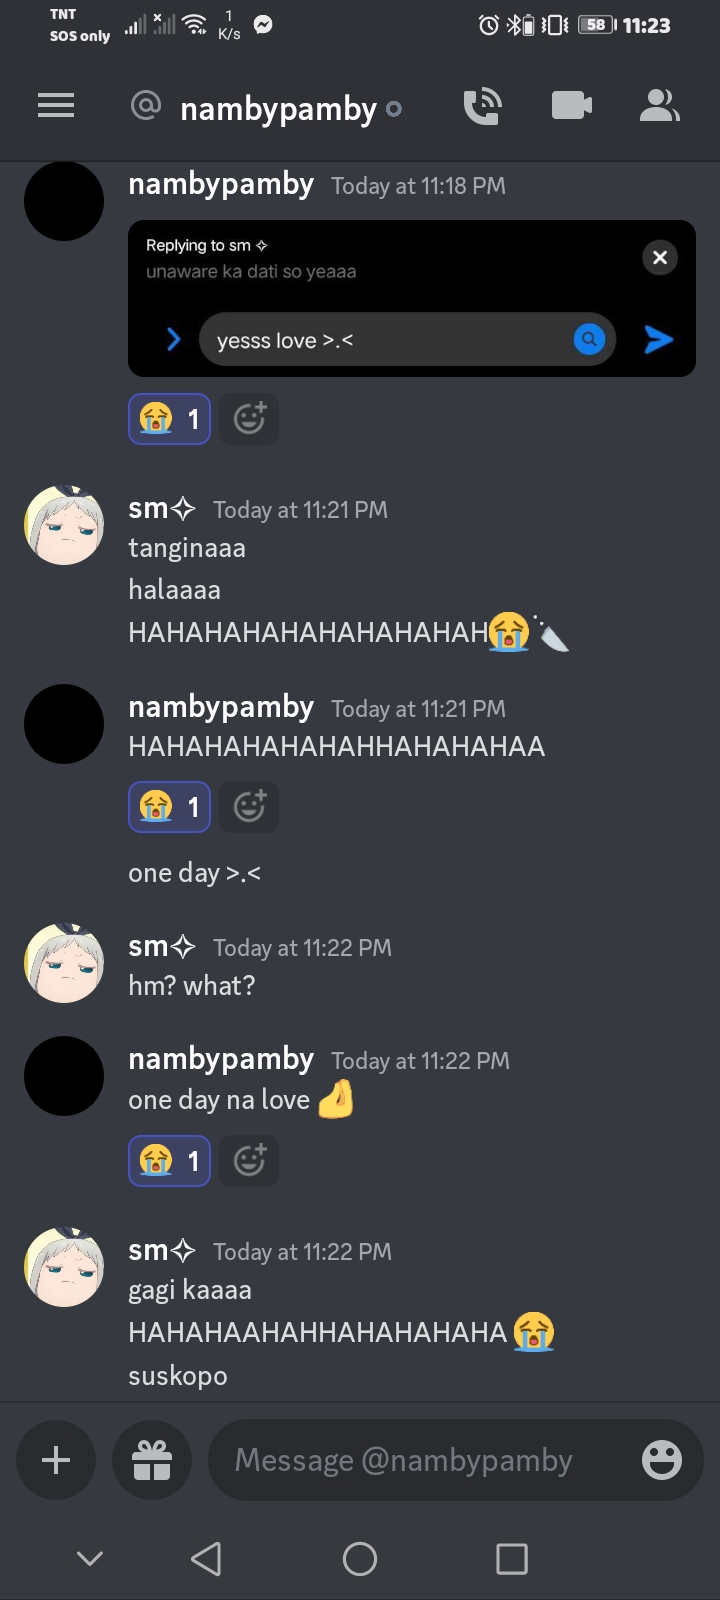 TNT
SOS only
1
K/s
58
11:23
@ nambypamby
nambypamby Today at 11:18 PM
Replying to sm ✧
unaware ka dati so yeaaa
yesss love >.<
😭 1
sm✧ Today at 11:21 PM
tanginaaa
halaaaa
HAHAHAHAHAHAHAHAHAH😭🔪
nambypamby Today at 11:21 PM
HAHAHAHAHAHAHHAHAHAHAA
😭 1
one day >.<
sm✧ Today at 11:22 PM
hm? what?
nambypamby Today at 11:22 PM
one day na love 🤌
😭 1
sm✧ Today at 11:22 PM
gagi kaaaa
HAHAHAAHAHHAHAHAHAHA 😭
suskopo
Message @nambypamby